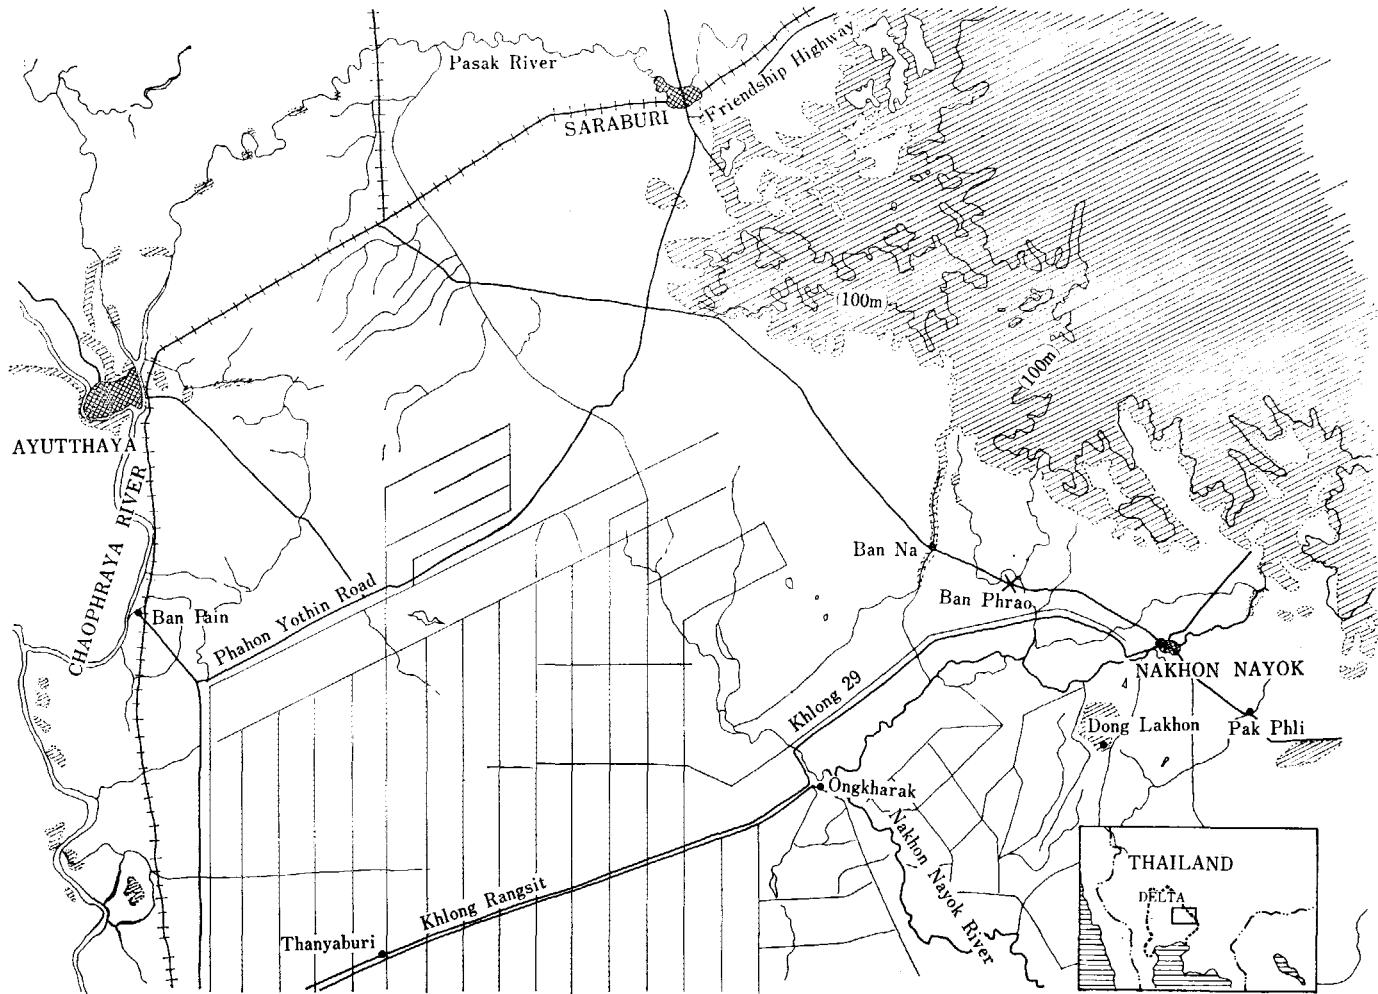 Pasak River
Friendship Highway
SARABURI
(100m)
100m
AYUTTHAYA
CHAOPHRAYA RIVER
Ban Na
Ban Phrao
Phahon Yothin Road
Ban Pain
NAKHON NAYOK
Khlong 29
Dong Lakhon
Pak Phli
Ongkharak
Nakhon Nayok River
Khlong Rangsit
Thanyaburi
THAILAND
DELTA